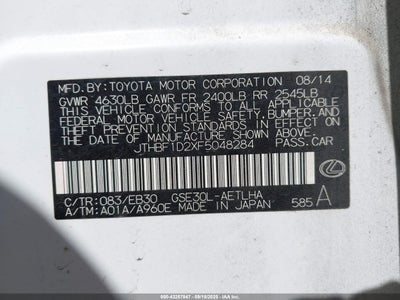 MFD.BY:TOYOTA MOTOR CORPORATION 08/14
GVWR 4630LB GAWR FR 2400LB RR 2545LB
THIS VEHICLE CONFORMS TO ALL APPLICABLE
FEDERAL MOTOR VEHICLE SAFETY,BUMPER,AND
THEFT PREVENTION STANDARDS IN EFFECT ON
THE DATE OF MANUFACTURE SHOWN ABOVE.
JTHBF1D2XF5048284 PASS.CAR
C/TR:083/EB30 GSE30L-AETLHA
A/TM:A01A/A960E MADE IN JAPAN 585 A